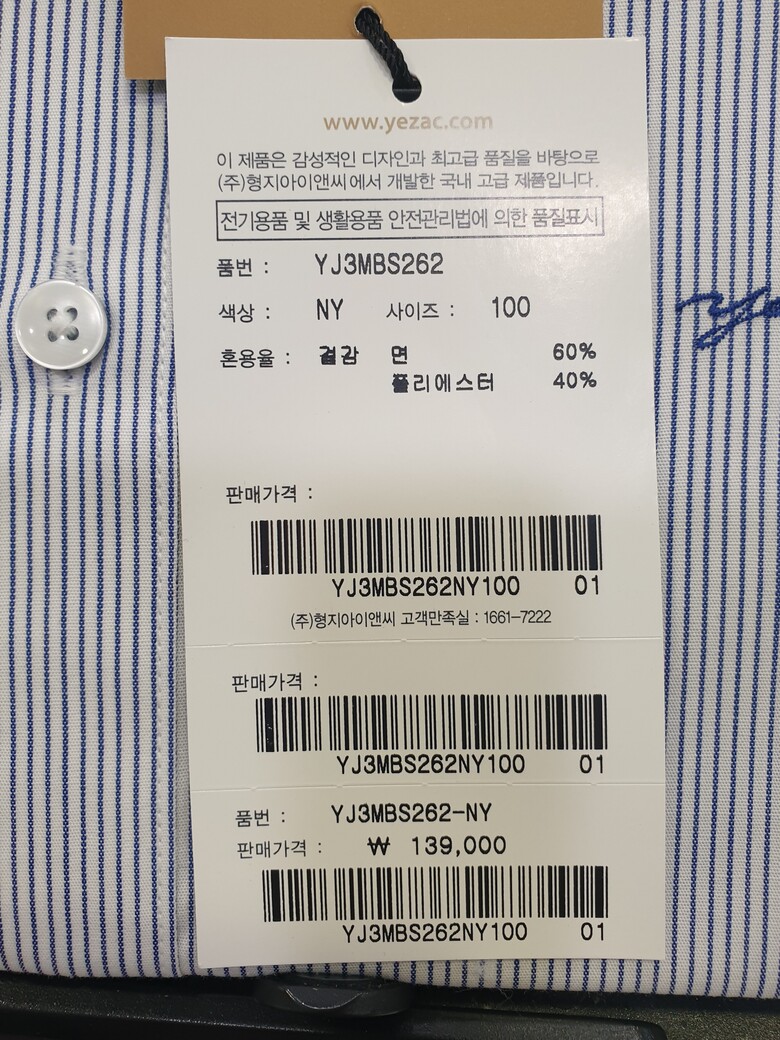 www.yezac.com
이 제품은 감성적인 디자인과 최고급 품질을 바탕으로
(주)형지아이앤씨에서 개발한 국내 고급 제품입니다.
전기용품 및 생활용품 안전관리법에 의한 품질표시
품번 : YJ3MBS262
색상 : NY 사이즈 : 100
혼용율 : 겉감 면 60%
폴리에스터 40%
판매가격 :
YJ3MBS262NY100 01
(주)형지아이앤씨 고객만족실 : 1661-7222
판매가격 :
YJ3MBS262NY100 01
품번 : YJ3MBS262-NY
판매가격 : ₩ 139,000
YJ3MBS262NY100 01